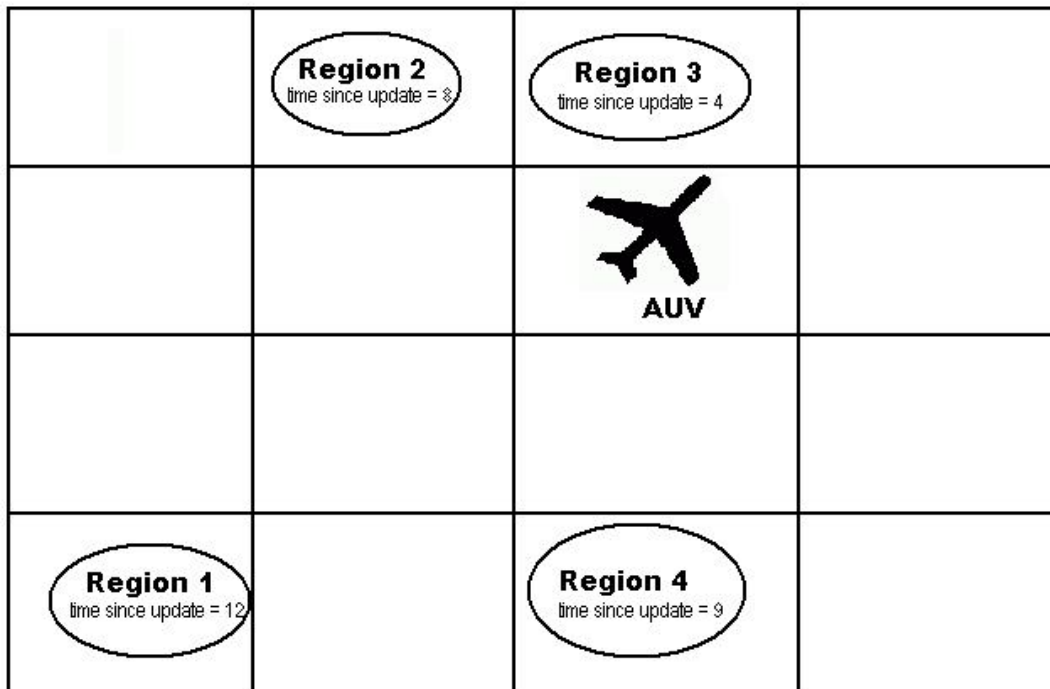 Region 2
time since update = 8
Region 3
time since update = 4
AUV
Region 1
time since update = 12
Region 4
time since update = 9